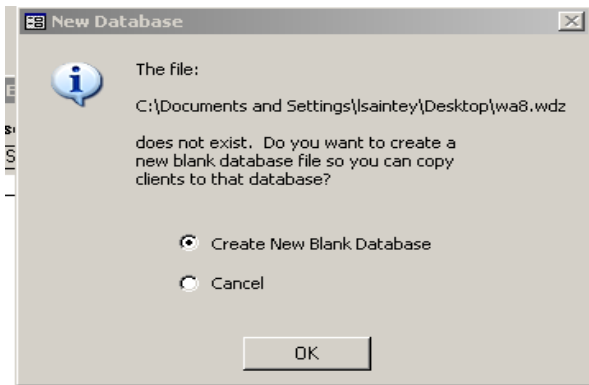 New Database
The file:
C:\Documents and Settings\lsaintey\Desktop\wa8.wdz
does not exist. Do you want to create a
new blank database file so you can copy
clients to that database?
Create New Blank Database
Cancel
OK